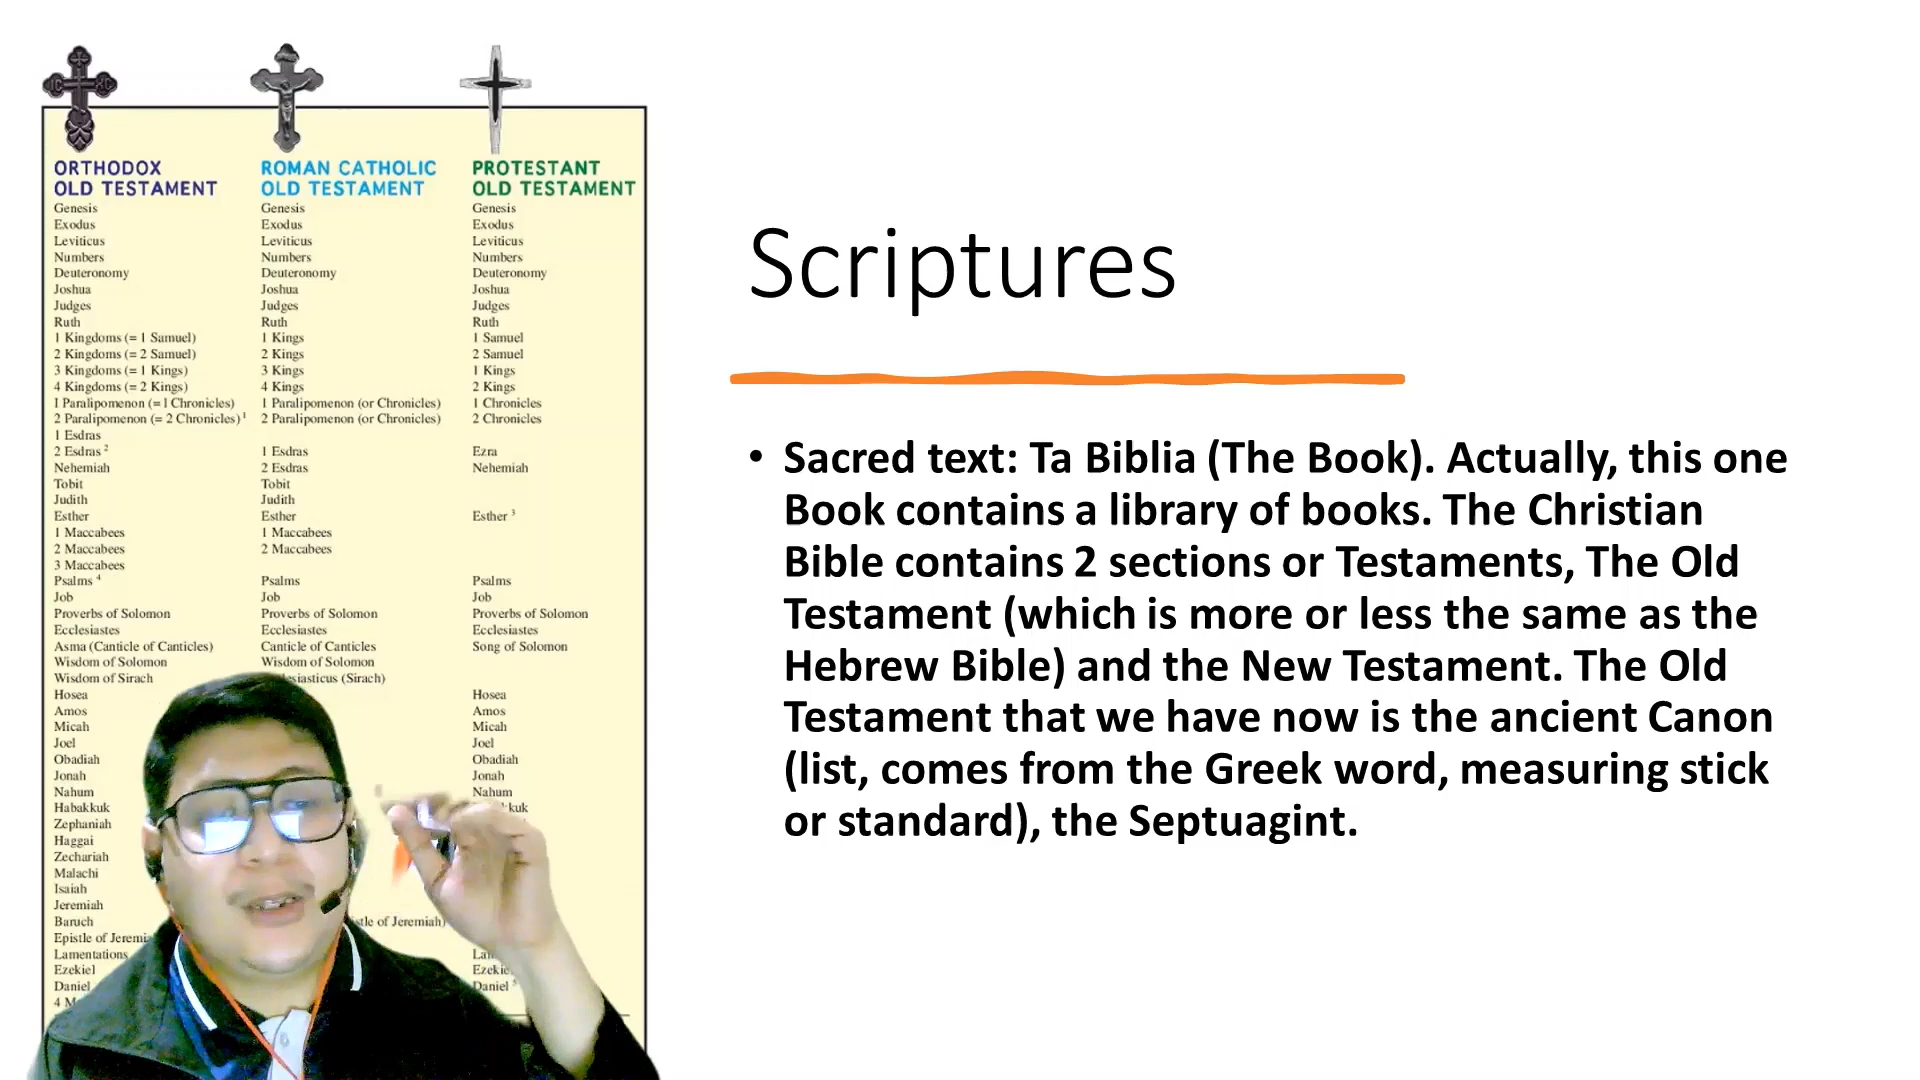 ORTHODOX
OLD TESTAMENT
Genesis
Exodus
Leviticus
Numbers
Deuteronomy
Joshua
Judges
Ruth
1 Kingdoms (= 1 Samuel)
2 Kingdoms (= 2 Samuel)
3 Kingdoms (= 1 Kings)
4 Kingdoms (= 2 Kings)
1 Paralipomenon (= 1 Chronicles)
2 Paralipomenon (= 2 Chronicles) 1
1 Esdras
2 Esdras 2
Nehemiah
Tobit
Judith
Esther
1 Maccabees
2 Maccabees
3 Maccabees
Psalms 4
Job
Proverbs of Solomon
Ecclesiastes
Asma (Canticle of Canticles)
Wisdom of Solomon
Wisdom of Sirach
Hosea
Amos
Micah
Joel
Obadiah
Jonah
Nahum
Habakkuk
Zephaniah
Haggai
Zechariah
Malachi
Isaiah
Jeremiah
Baruch
Epistle of
Lamentations
Ezekiel
Daniel
4
ROMAN CATHOLIC
OLD TESTAMENT
Genesis
Exodus
Leviticus
Numbers
Deuteronomy
Joshua
Judges
Ruth
1 Kings
2 Kings
3 Kings
4 Kings
1 Paralipomenon (or Chronicles)
2 Paralipomenon (or Chronicles)
1 Esdras
2 Esdras
Tobit
Judith
Esther
1 Maccabees
2 Maccabees
Psalms
Job
Proverbs of Solomon
Ecclesiastes
Canticle of Canticles
Wisdom of Solomon
(Sirach)
of Jeremiah)
PROTESTANT
OLD TESTAMENT
Genesis
Exodus
Leviticus
Numbers
Deuteronomy
Joshua
Judges
Ruth
1 Samuel
2 Samuel
1 Kings
2 Kings
1 Chronicles
2 Chronicles
Ezra
Nehemiah
Esther 3
Psalms
Job
Proverbs of Solomon
Ecclesiastes
Song of Solomon
Hosea
Amos
Micah
Joel
Obadiah
Jonah
Nahum
Daniel 5
Scriptures
• Sacred text: Ta Biblia (The Book). Actually, this one
Book contains a library of books. The Christian
Bible contains 2 sections or Testaments, The Old
Testament (which is more or less the same as the
Hebrew Bible) and the New Testament. The Old
Testament that we have now is the ancient Canon
(list, comes from the Greek word, measuring stick
or standard), the Septuagint.